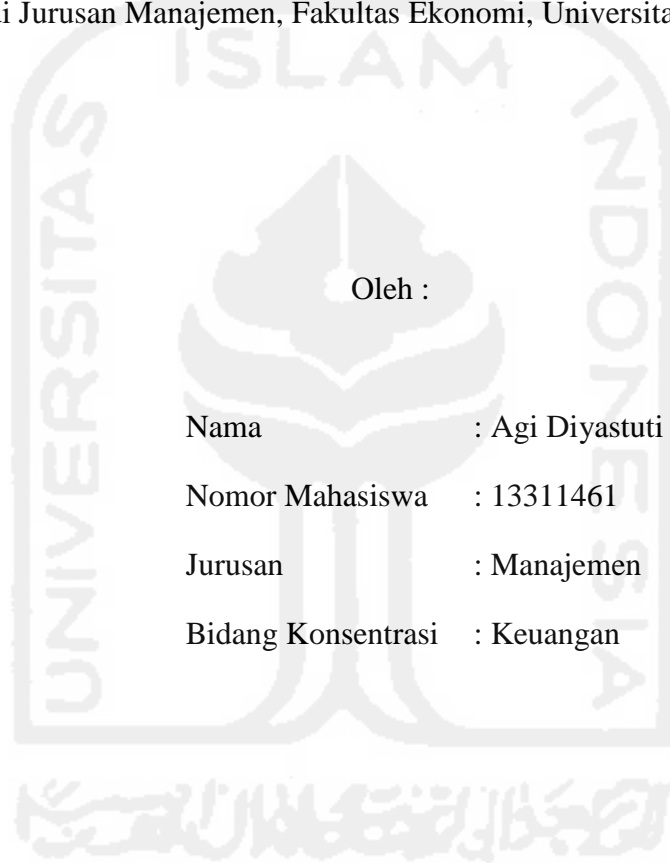 di Jurusan Manajemen, Fakultas Ekonomi,
ISLAM
UNIVERSITAS
INDONESIA
Oleh :
Nama : Agi Diyastuti
Nomor Mahasiswa : 13311461
Jurusan : Manajemen
Bidang Konsentrasi : Keuangan